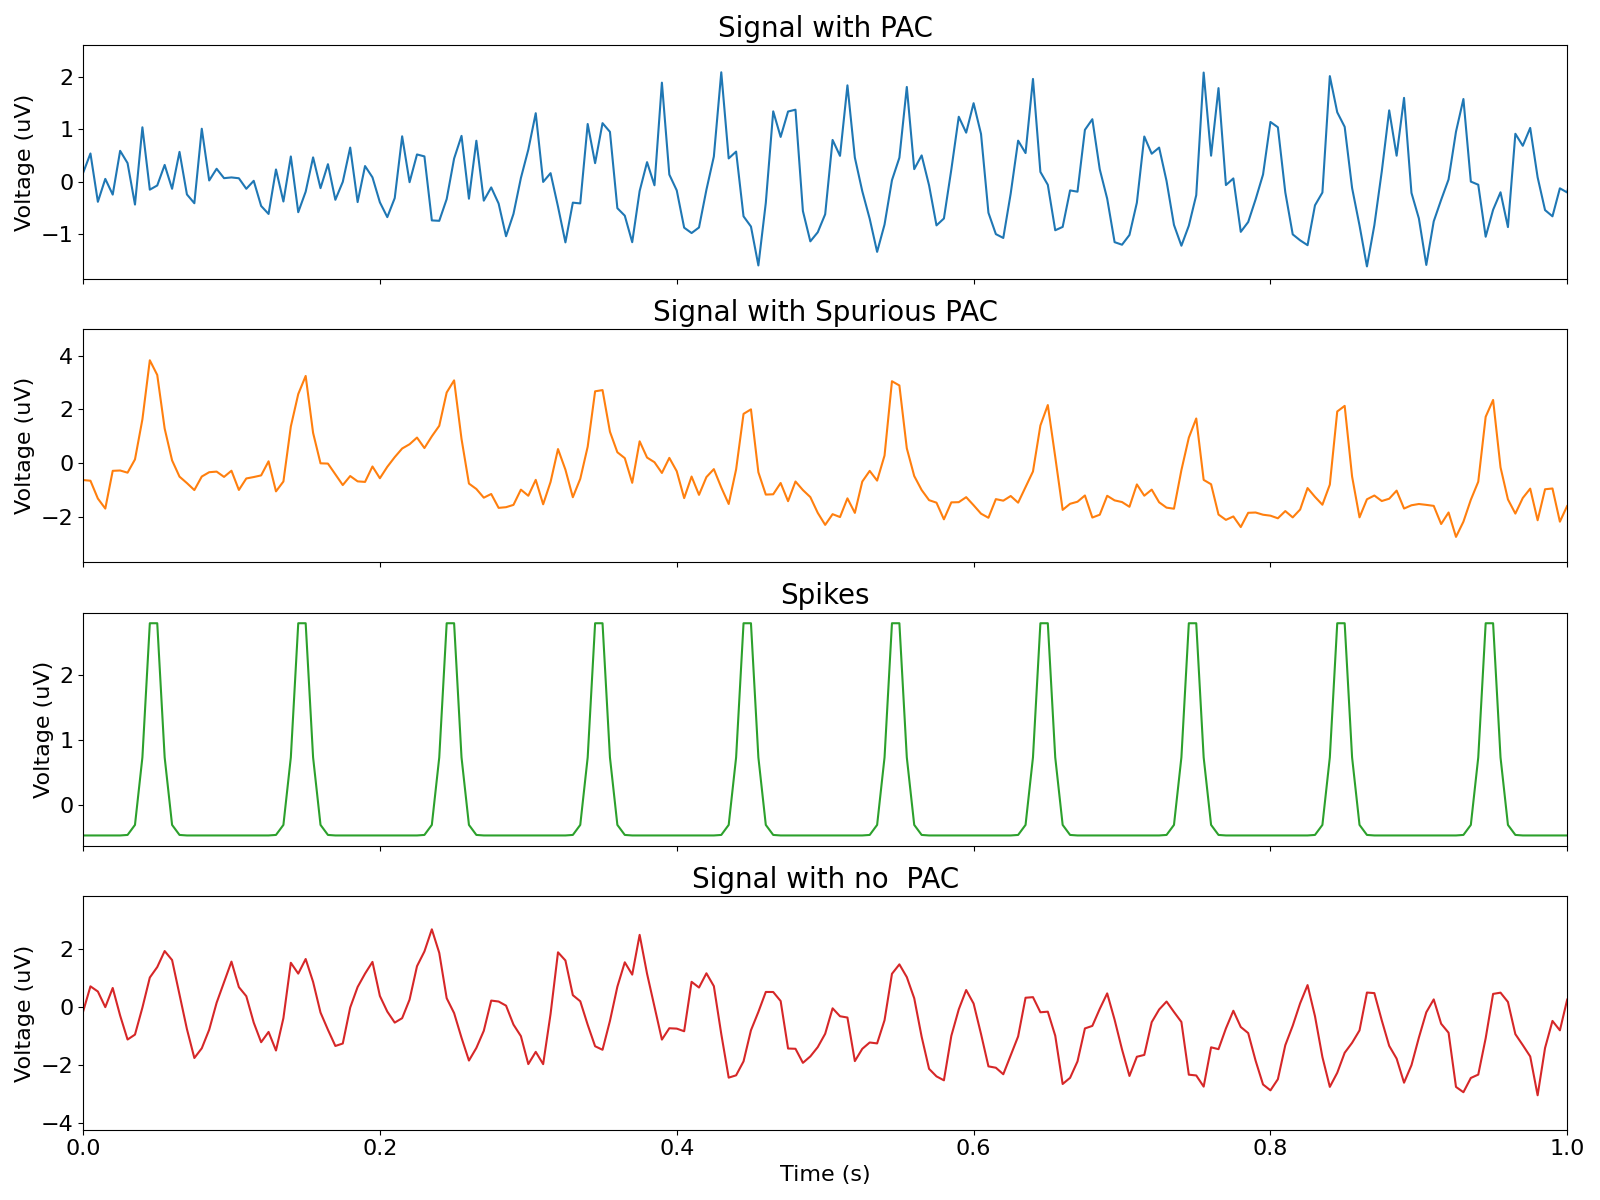 Signal with PAC
Voltage (uV)
2
1
0
−1
Signal with Spurious PAC
Voltage (uV)
4
2
0
−2
Spikes
Voltage (uV)
2
1
0
Signal with no  PAC
Voltage (uV)
2
0
−2
−4
0.0 0.2 0.4 0.6 0.8 1.0
Time (s)